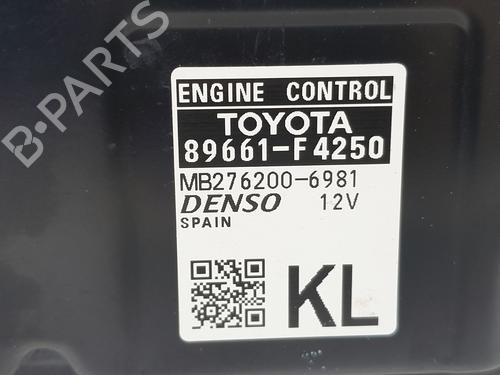 B-PARTS
ENGINE CONTROL
TOYOTA
89661-F4250
MB276200-6981
DENSO 12V
SPAIN
KL